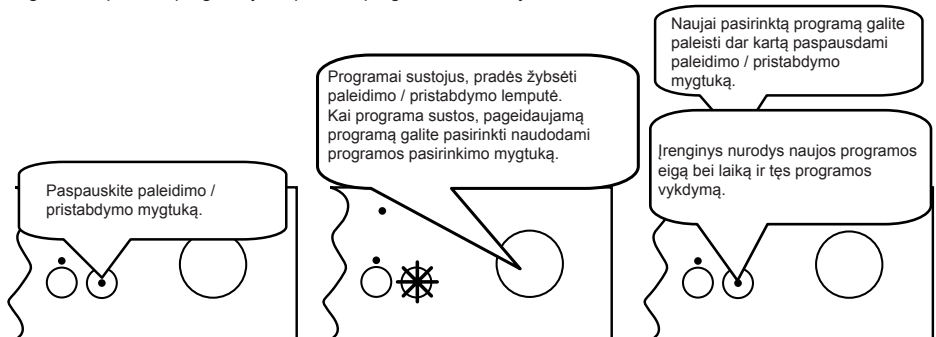 Paspauskite paleidimo /
pristabdymo mygtuką.
Programai sustojus, pradės žybsėti
paleidimo / pristabdymo lemputė.
Kai programa sustos, pageidaujamą
programą galite pasirinkti naudodami
programos pasirinkimo mygtuką.
Naujai pasirinktą programą galite
paleisti dar kartą paspausdami
paleidimo / pristabdymo
mygtuką.
Įrenginys nurodys naujos programos
eigą bei laiką ir tęs programos
vykdymą.